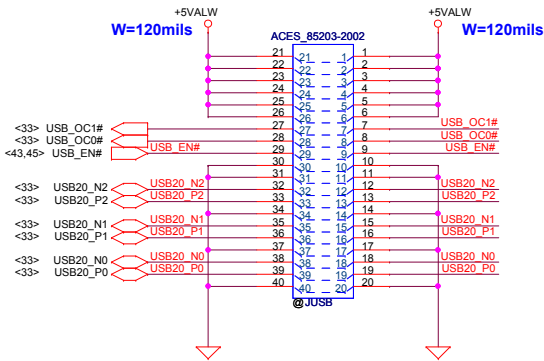 +5VALW +5VALW
W=120mils W=120mils
ACES_85203-2002
21 21 1 1
22 22 2 2
23 23 3 3
24 24 4 4
25 25 5 5
26 26 6 6
<33> USB_OC1# 27 27 7 7 USB_OC1#
<33> USB_OC0# 28 28 8 8 USB_OC0#
<43,45> USB_EN# USB_EN# 29 29 9 9 USB_EN#
30 30 10 10
31 31 11 11
<33> USB20_N2 USB20_N2 32 32 12 12 USB20_N2
<33> USB20_P2 USB20_P2 33 33 13 13 USB20_P2
34 34 14 14
<33> USB20_N1 USB20_N1 35 35 15 15 USB20_N1
<33> USB20_P1 USB20_P1 36 36 16 16 USB20_P1
37 37 17 17
<33> USB20_N0 USB20_N0 38 38 18 18 USB20_N0
<33> USB20_P0 USB20_P0 39 39 19 19 USB20_P0
40 40 20 20
@JUSB